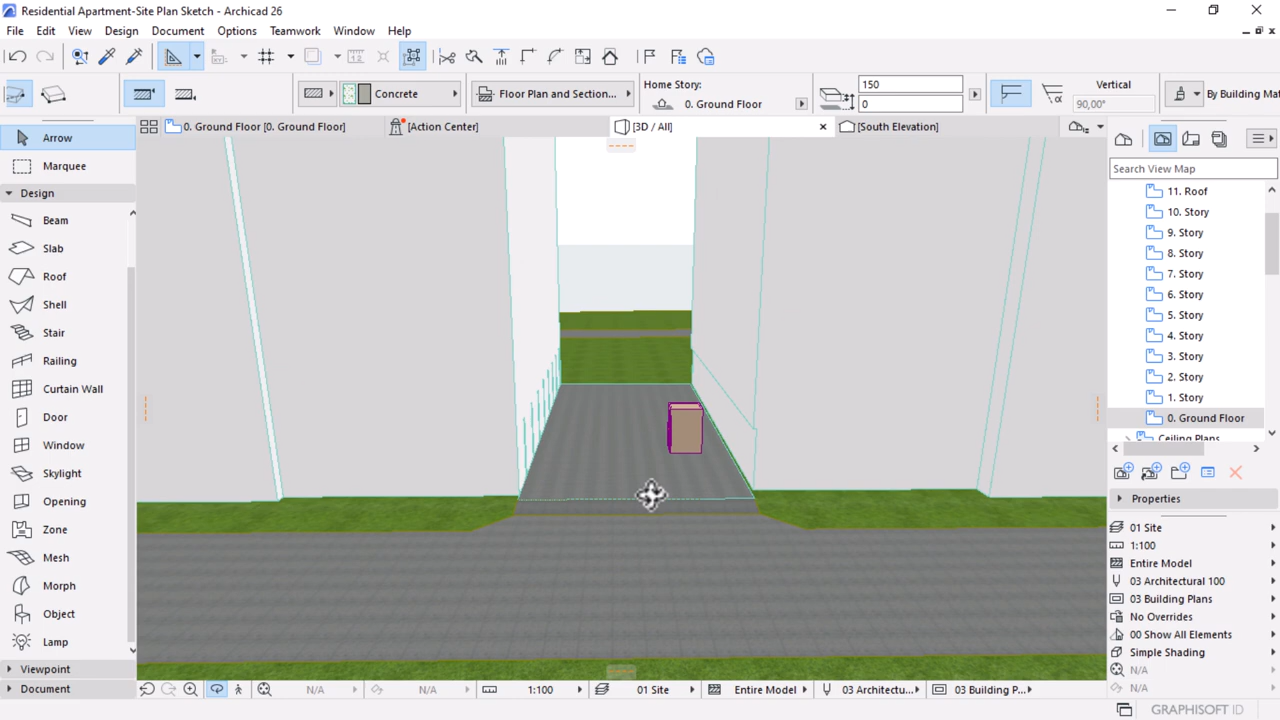 Residential Apartment-Site Plan Sketch - Archicad 26
File Edit View Design Document Options Teamwork Window Help
Concrete
Floor Plan and Section...
Home Story:
0. Ground Floor
150
0
Vertical
90,00°
By Building Mat
Arrow
Marquee
Design
Beam
Slab
Roof
Shell
Stair
Railing
Curtain Wall
Door
Window
Skylight
Opening
Zone
Mesh
Morph
Object
Lamp
Viewpoint
Document
0. Ground Floor [0. Ground Floor]
[Action Center]
[3D / All]
[South Elevation]
Search View Map
11. Roof
10. Story
9. Story
8. Story
7. Story
6. Story
5. Story
4. Story
3. Story
2. Story
1. Story
0. Ground Floor
Ceiling Plans
Properties
01 Site
1:100
Entire Model
03 Architectural 100
03 Building Plans
No Overrides
00 Show All Elements
Simple Shading
N/A
N/A
N/A
N/A
1:100
01 Site
Entire Model
03 Architectu...
03 Building P...
GRAPHISOFT ID